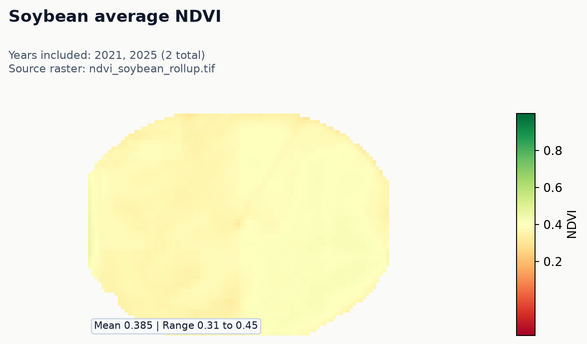 Soybean average NDVI
Years included: 2021, 2025 (2 total)
Source raster: ndvi_soybean_rollup.tif
0.8
0.6
0.4
0.2
NDVI
Mean 0.385 | Range 0.31 to 0.45